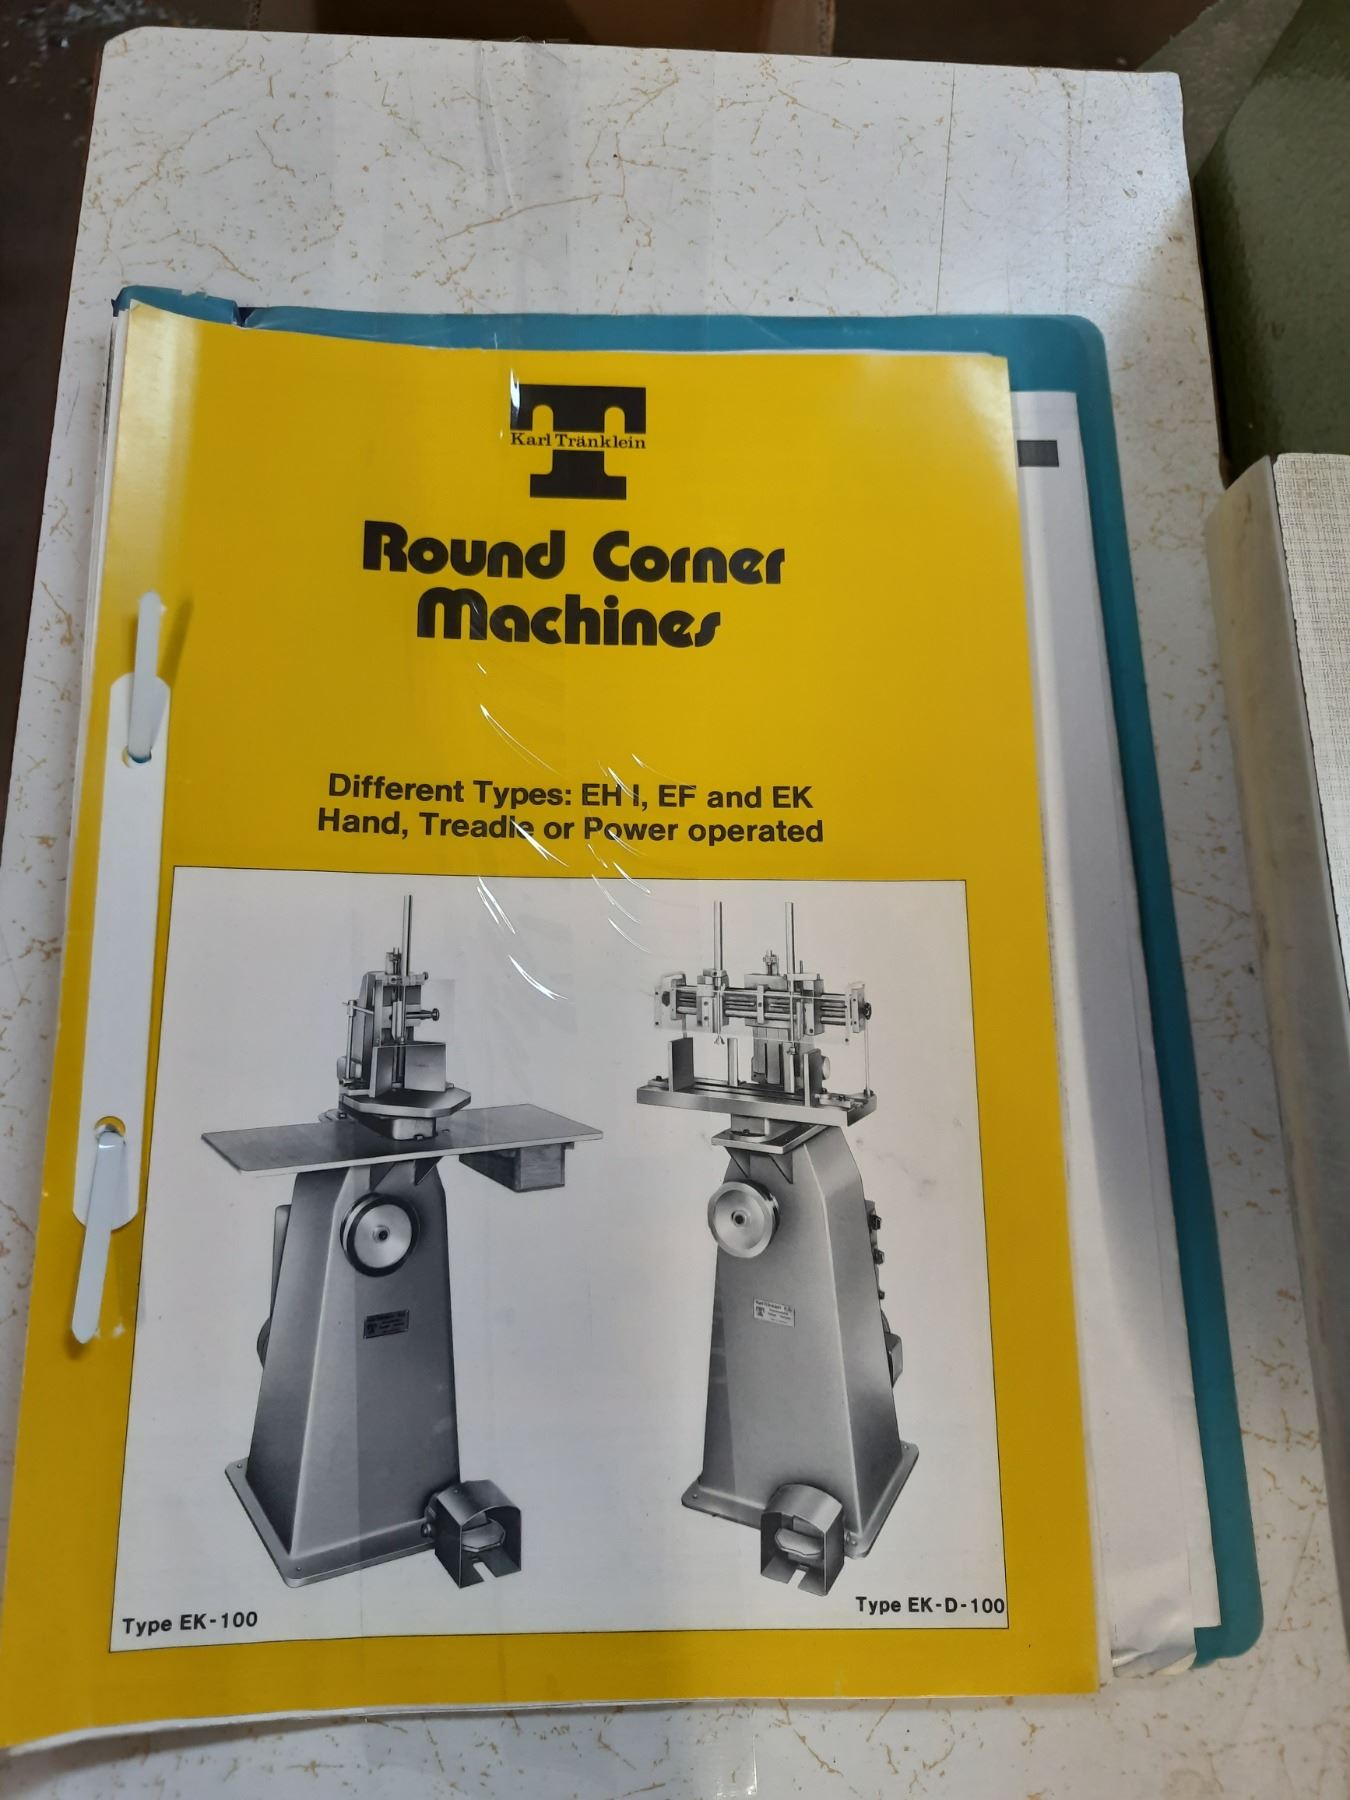 Karl Tränklein
Round Corner
Machines
Different Types: EH I, EF and EK
Hand, Treadle or Power operated
Type EK-100
Type EK-D-100